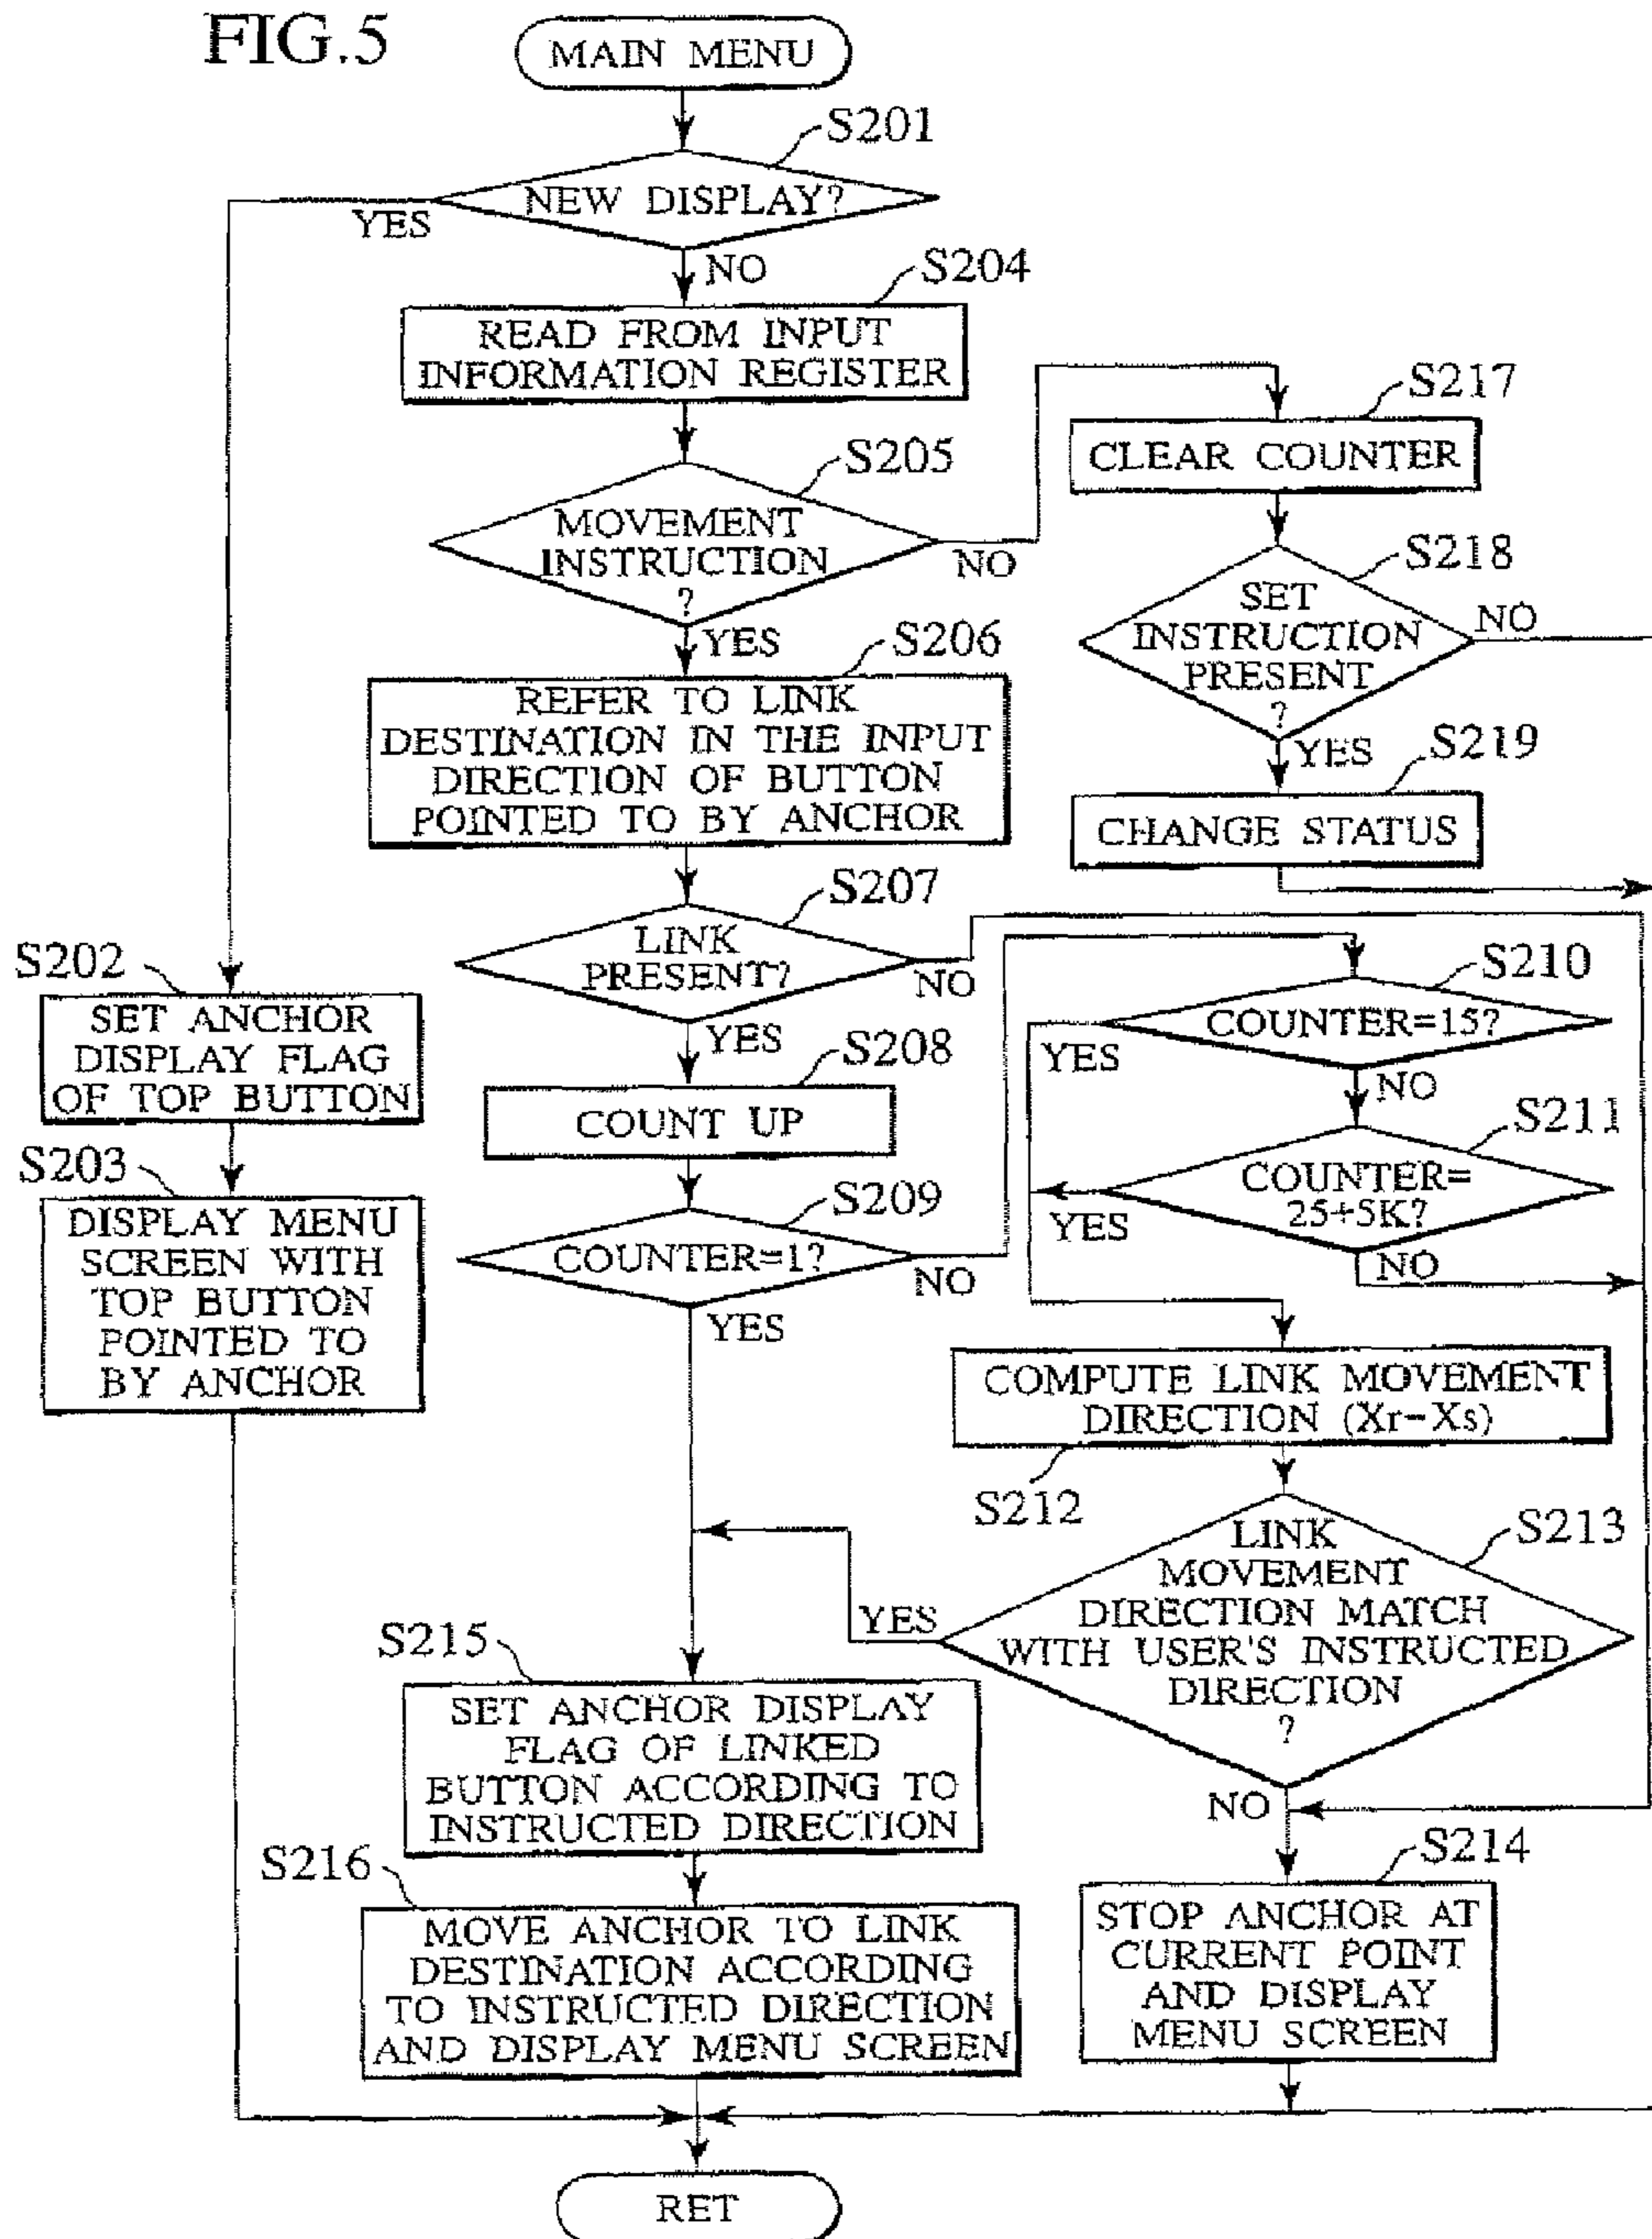 FIG.5
MAIN MENU
S201
NEW DISPLAY?
YES
NO
S204
READ FROM INPUT
INFORMATION REGISTER
S205
MOVEMENT
INSTRUCTION
?
NO
YES
S217
CLEAR COUNTER
S218
SET
INSTRUCTION
PRESENT
?
NO
YES
S219
CHANGE STATUS
S206
REFER TO LINK
DESTINATION IN THE INPUT
DIRECTION OF BUTTON
POINTED TO BY ANCHOR
S207
LINK
PRESENT?
NO
YES
S202
SET ANCHOR
DISPLAY FLAG
OF TOP BUTTON
S203
DISPLAY MENU
SCREEN WITH
TOP BUTTON
POINTED TO
BY ANCHOR
S208
COUNT UP
S209
COUNTER=1?
NO
YES
S210
COUNTER=15?
YES
NO
S211
COUNTER=
25+5K?
YES
NO
COMPUTE LINK MOVEMENT
DIRECTION (Xr-Xs)
S212
S213
LINK
MOVEMENT
DIRECTION MATCH
WITH USER'S INSTRUCTED
DIRECTION
?
YES
NO
S215
SET ANCHOR DISPLAY
FLAG OF LINKED
BUTTON ACCORDING TO
INSTRUCTED DIRECTION
S216
MOVE ANCHOR TO LINK
DESTINATION ACCORDING
TO INSTRUCTED DIRECTION
AND DISPLAY MENU SCREEN
S214
STOP ANCHOR AT
CURRENT POINT
AND DISPLAY
MENU SCREEN
RET